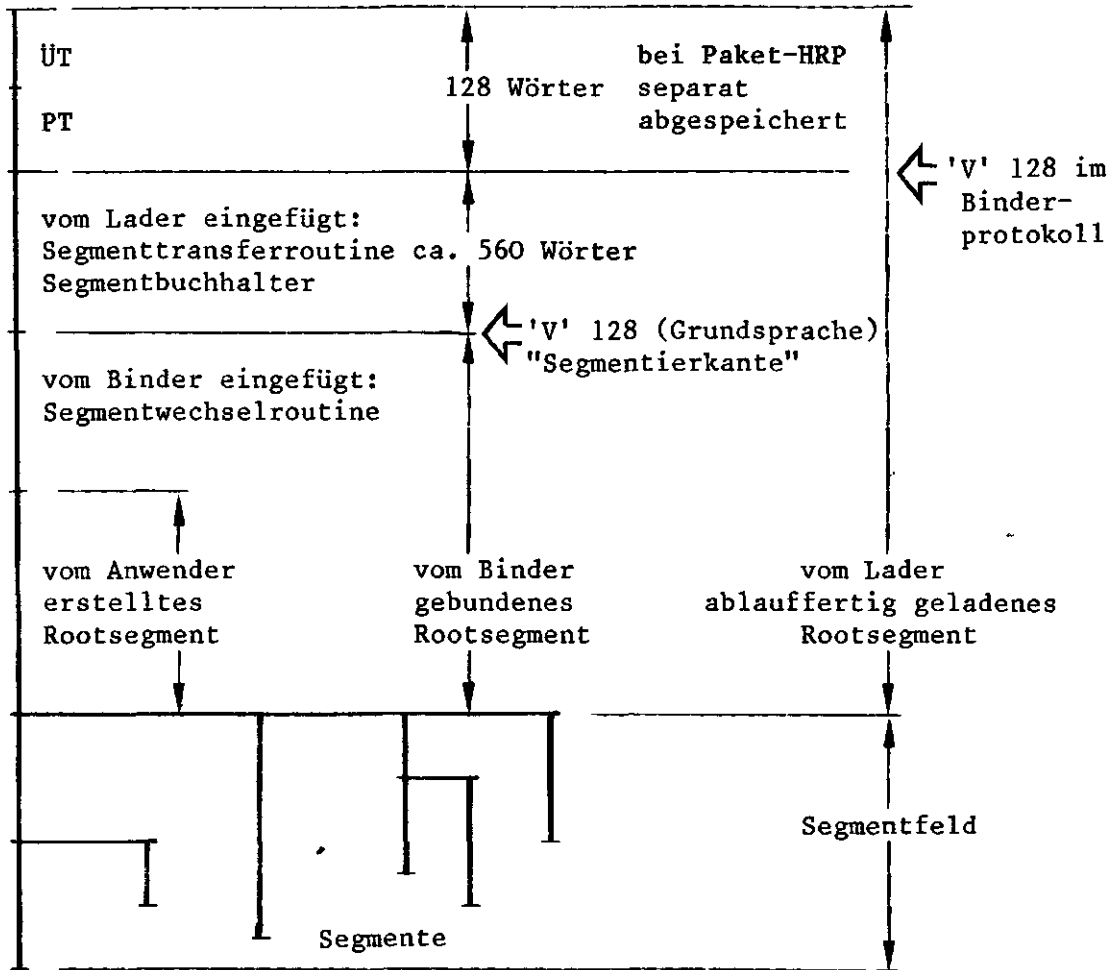 ÜT
PT
128 Wörter
bei Paket-HRP
separat
abgespeichert
'V' 128 im
Binder-
protokoll
vom Lader eingefügt:
Segmenttransferroutine ca. 560 Wörter
Segmentbuchhalter
'V' 128 (Grundsprache)
"Segmentierkante"
vom Binder eingefügt:
Segmentwechselroutine
vom Anwender
erstelltes
Rootsegment
vom Binder
gebundenes
Rootsegment
vom Lader
ablauffertig geladenes
Rootsegment
Segmentfeld
Segmente